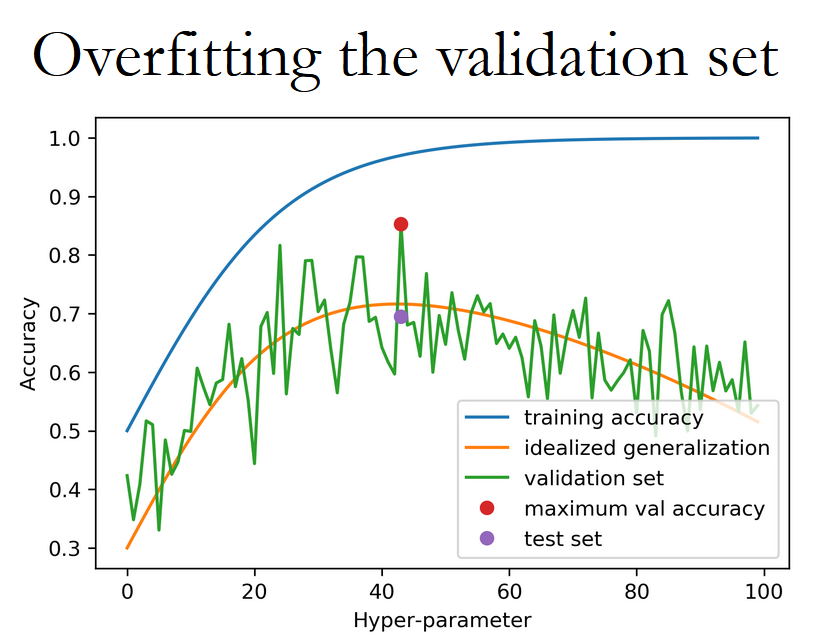 Overfitting the validation set
1.0
0.9
0.8
0.7
0.6
0.5
0.4
0.3
Accuracy
training accuracy
idealized generalization
validation set
maximum val accuracy
test set
0 20 40 60 80 100
Hyper-parameter